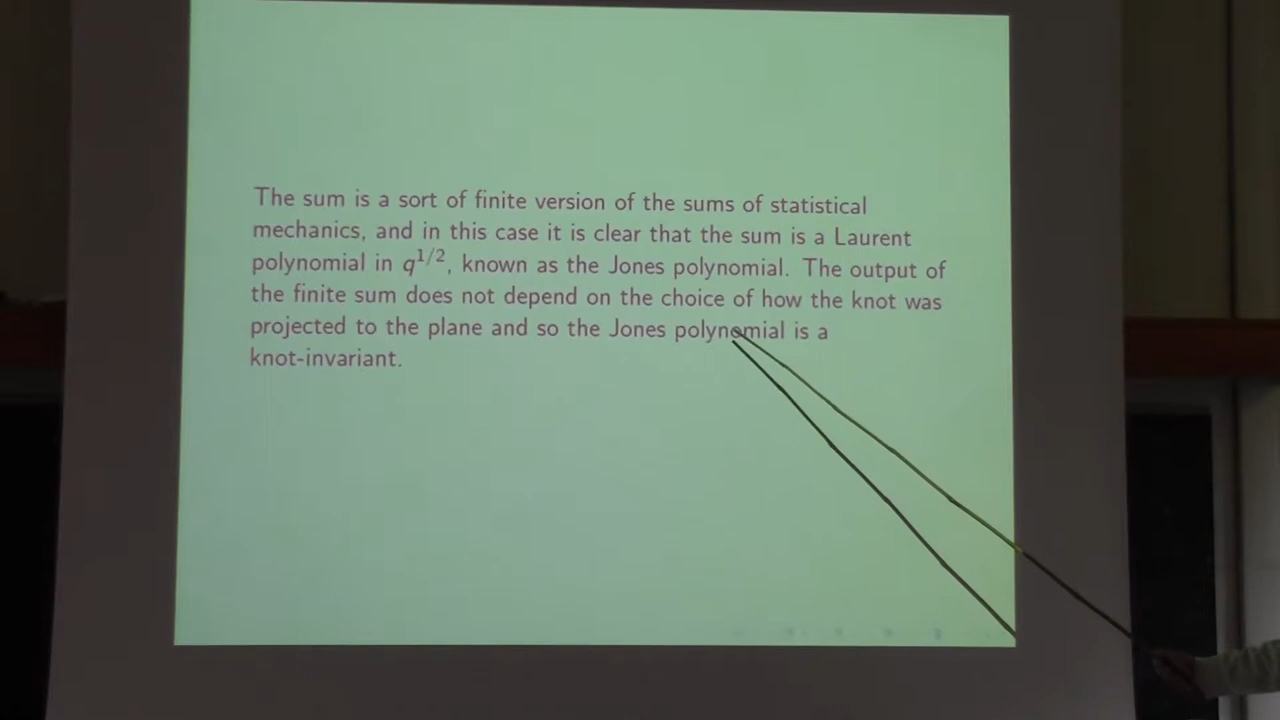 The sum is a sort of finite version of the sums of statistical
mechanics, and in this case it is clear that the sum is a Laurent
polynomial in $q^{1/2}$, known as the Jones polynomial. The output of
the finite sum does not depend on the choice of how the knot was
projected to the plane and so the Jones polynomial is a
knot-invariant.